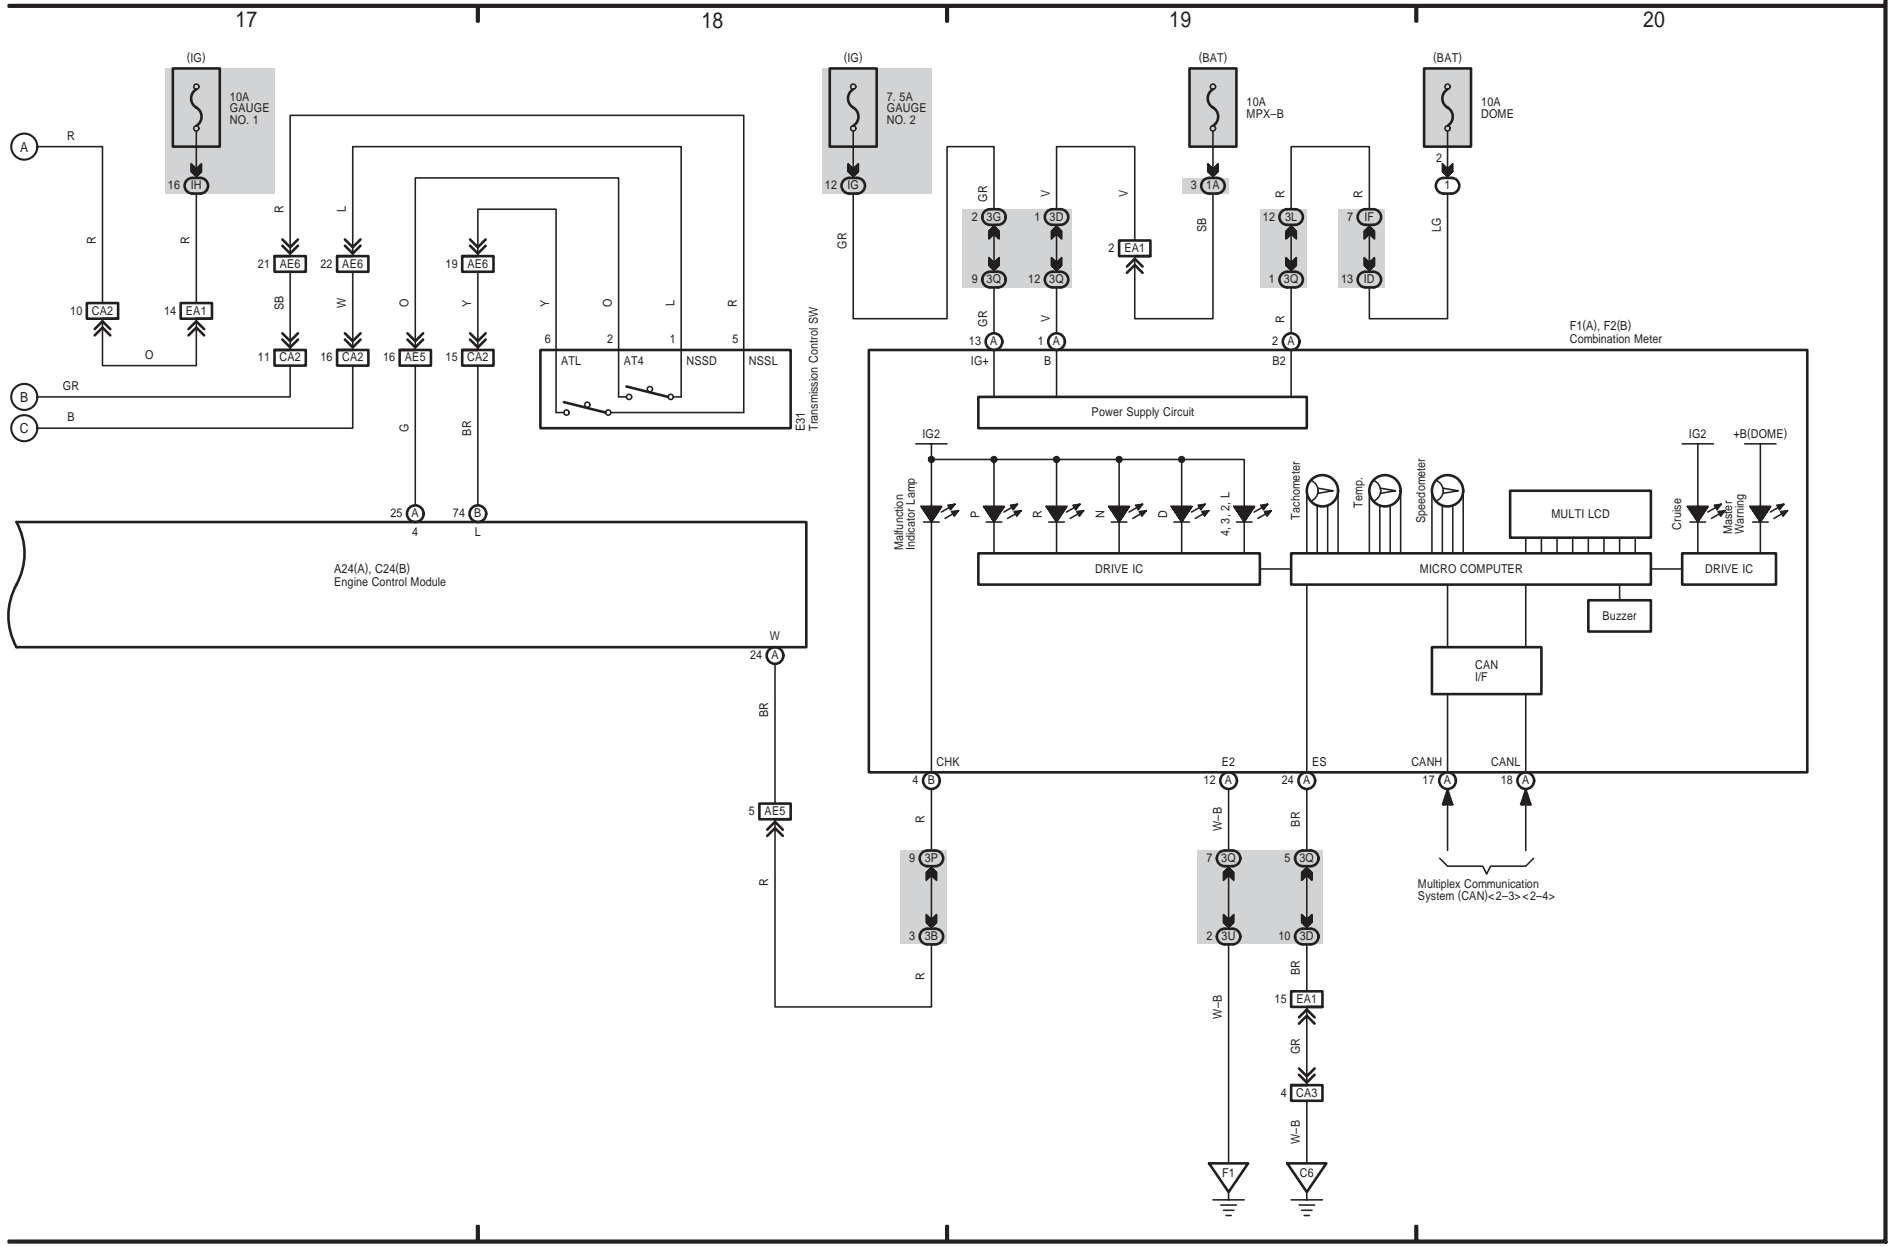 17
18
19
20
(IG)
(IG)
(BAT)
(BAT)
10A
GAUGE
NO. 1
7. 5A
GAUGE
NO. 2
10A
MPX–B
10A
DOME
A
R
16 IH
12 IG
3 1A
2
1
R
R
R
L
GR
GR
V
V
SB
R
R
LG
2 3G
1 3D
12 3L
7 IF
21 AE6
22 AE6
19 AE6
2 EA1
9 3Q
12 3Q
1 3Q
13 ID
10 CA2
14 EA1
SB
W
O
Y
Y
O
L
R
O
GR
V
R
11 CA2
16 CA2
16 AE5
15 CA2
6
2
1
5
ATL
AT4
NSSD
NSSL
E31
Transmission Control SW
13 A
1 A
2 A
F1(A), F2(B)
Combination Meter
IG+
B
B2
B
GR
C
B
G
BR
Power Supply Circuit
IG2
IG2
+B(DOME)
Malfunction
Indicator Lamp
P
R
N
D
4, 3, 2, L
Tachometer
Temp.
Speedometer
MULTI LCD
Cruise
Master
Warning
25 A
74 B
4
L
A24(A), C24(B)
Engine Control Module
DRIVE IC
MICRO COMPUTER
DRIVE IC
Buzzer
W
24 A
CAN
I/F
BR
CHK
E2
ES
CANH
CANL
4 B
12 A
24 A
17 A
18 A
5 AE5
R
W–B
BR
9 3P
7 3Q
5 3Q
R
Multiplex Communication
System (CAN)<2–3><2–4>
3 3B
2 3U
10 3D
R
W–B
BR
15 EA1
GR
4 CA3
W–B
F1
C6